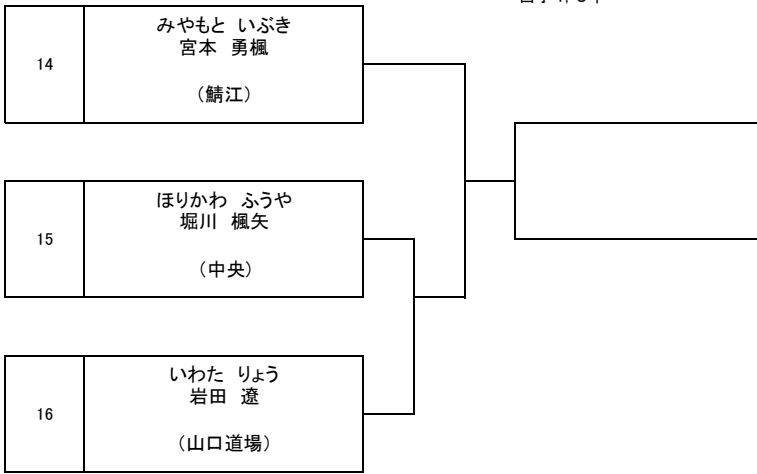 14
みやもと いぶき
宮本 勇楓
（鯖江）
15
ほりかわ ふうや
堀川 楓矢
（中央）
16
いわた りょう
岩田 遼
（山口道場）